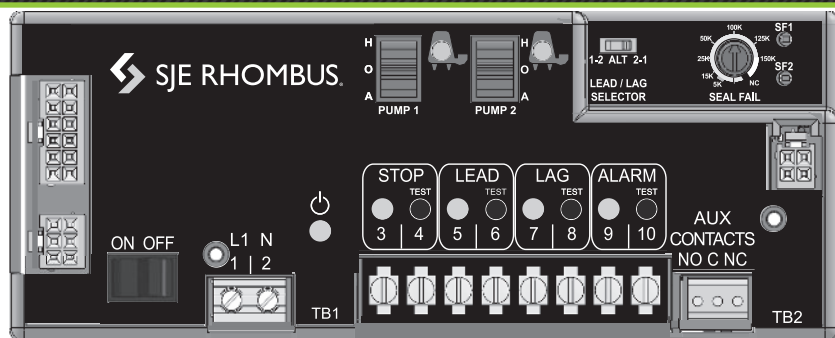 SJE RHOMBUS.
H
O
A
PUMP 1
H
O
A
PUMP 2
1-2 ALT 2-1
LEAD / LAG
SELECTOR
5K
15K
25K
50K
100K
125K
150K
NC
SEAL FAIL
SF1
SF2
STOP
TEST
3 | 4
LEAD
TEST
5 | 6
LAG
TEST
7 | 8
ALARM
TEST
9 | 10
ON OFF
L1 N
1 | 2
TB1
AUX
CONTACTS
NO C NC
TB2